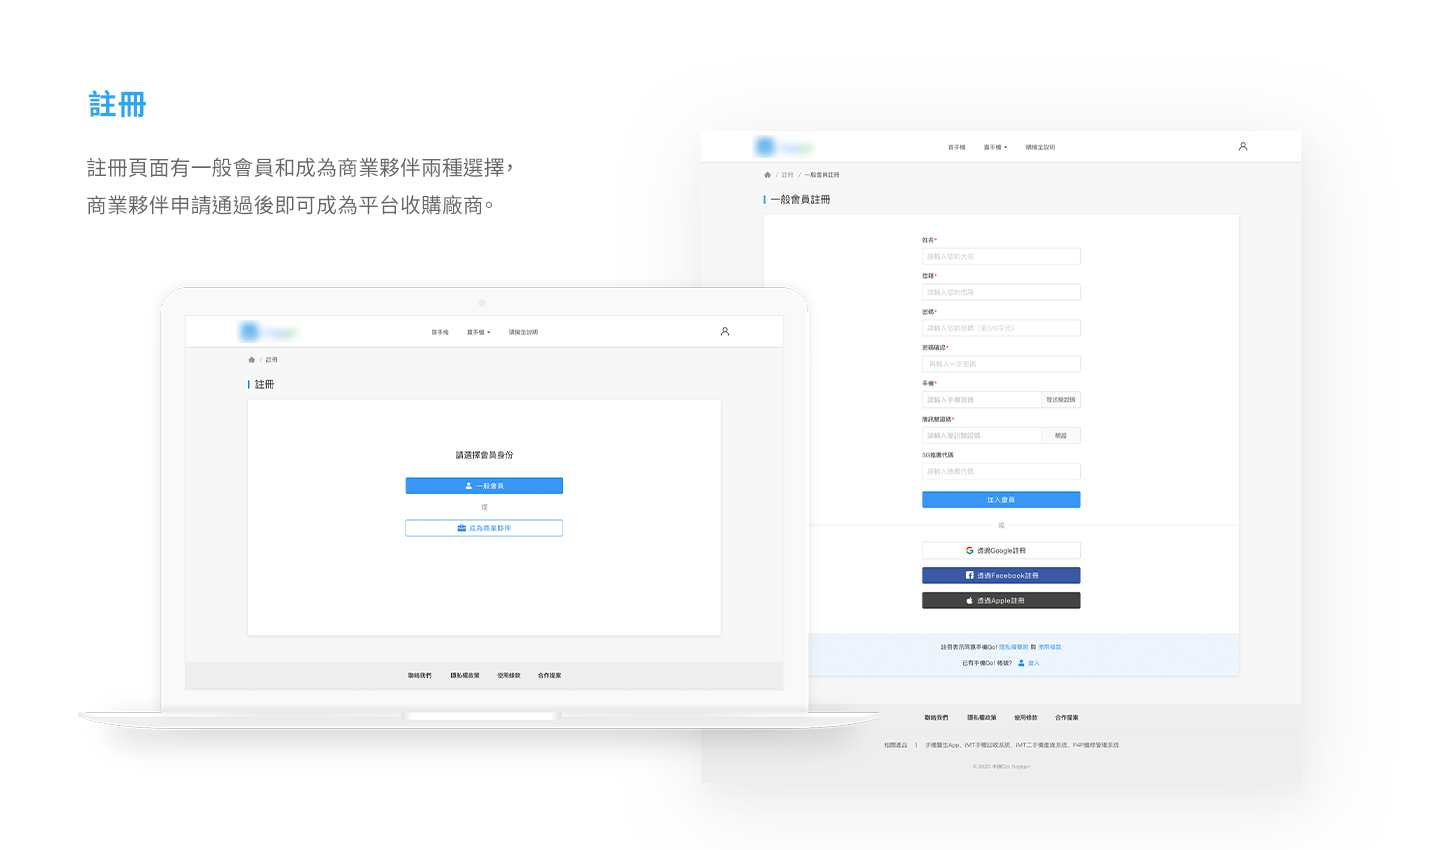 註冊
註冊頁面有一般會員和成為商業夥伴兩種選擇，
商業夥伴申請通過後即可成為平台收購廠商。
買手機 賣手機 購機全說明
/ 註冊
註冊
請選擇會員身份
一般會員
或
成為商業夥伴
聯絡我們 隱私權政策 使用條款 合作提案
買手機 賣手機 購機全說明
/ 註冊 / 一般會員註冊
一般會員註冊
姓名*
請輸入您的大名
信箱*
請輸入您的信箱
密碼*
請輸入您的密碼（至少6字元）
密碼確認*
再輸入一次密碼
手機*
請輸入手機號碼 發送驗證碼
簡訊驗證碼*
請輸入簡訊驗證碼 驗證
SG推薦代碼
請輸入推薦代碼
加入會員
或
透過Google註冊
透過Facebook註冊
透過Apple註冊
註冊表示同意手機Go! 隱私權聲明 與 使用條款
已有手機Go! 帳號? 登入
聯絡我們 隱私權政策 使用條款 合作提案
相關產品 | 手機醫生App、iMT手機回收系統、iMT二手機產線系統、P4P維修管理系統
© 2020 手機Go! Sogigo!